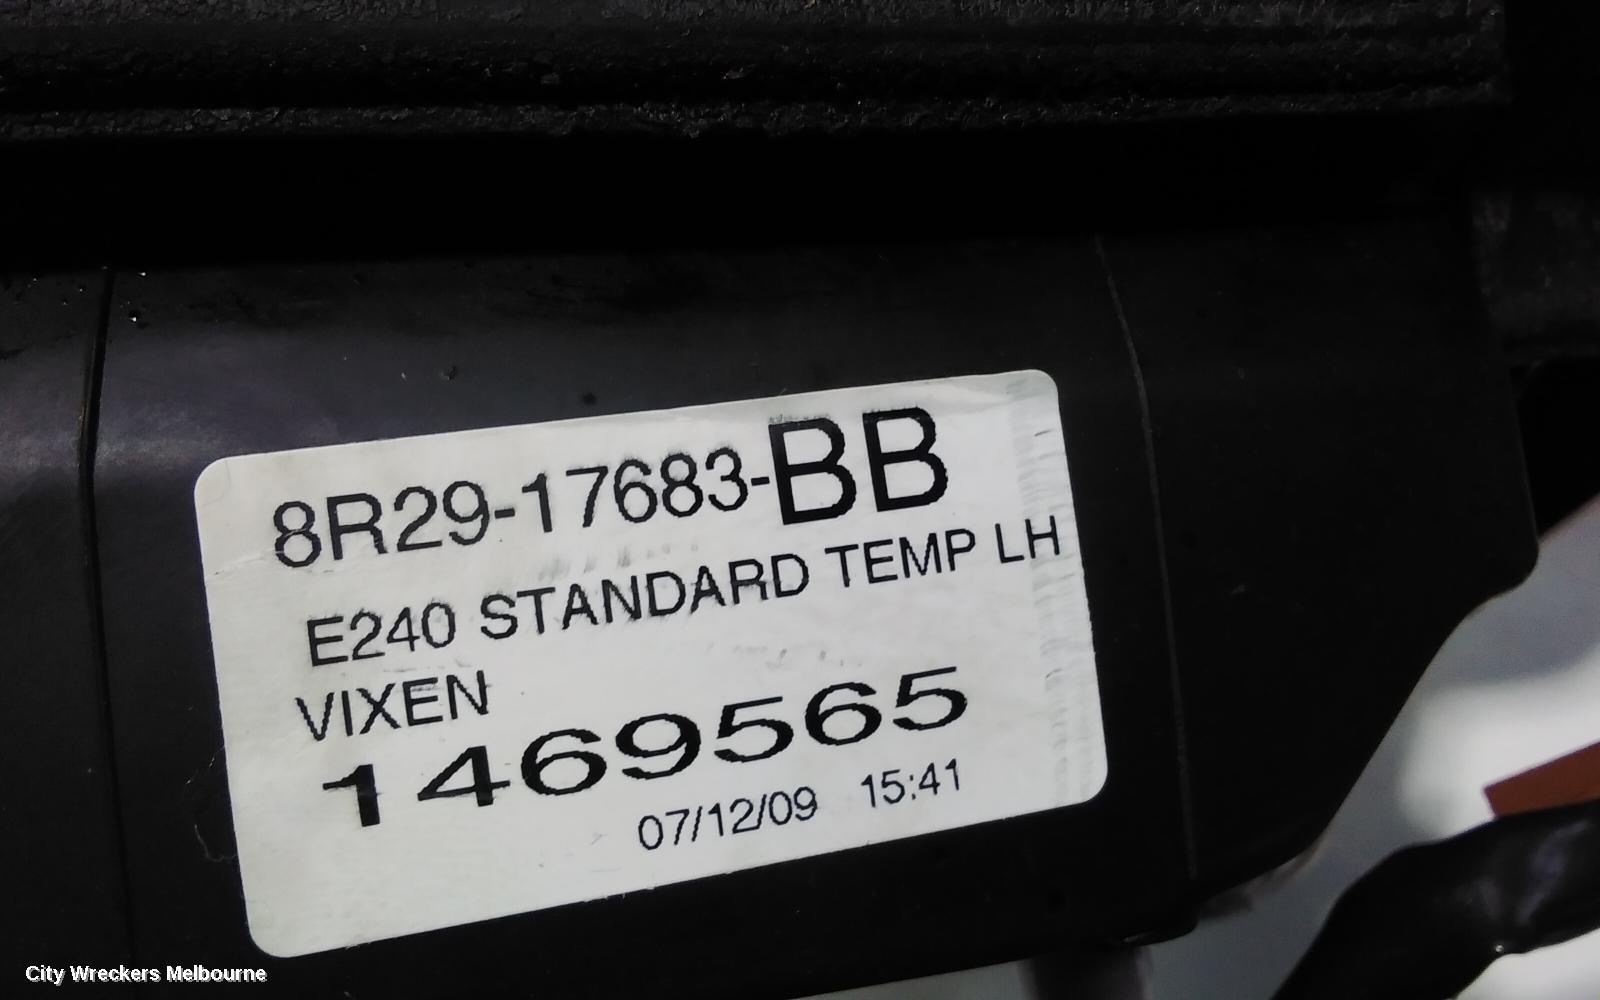 8R29-17683-BB
E240 STANDARD TEMP LH
VIXEN
1469565
07/12/09 15:41
City Wreckers Melbourne